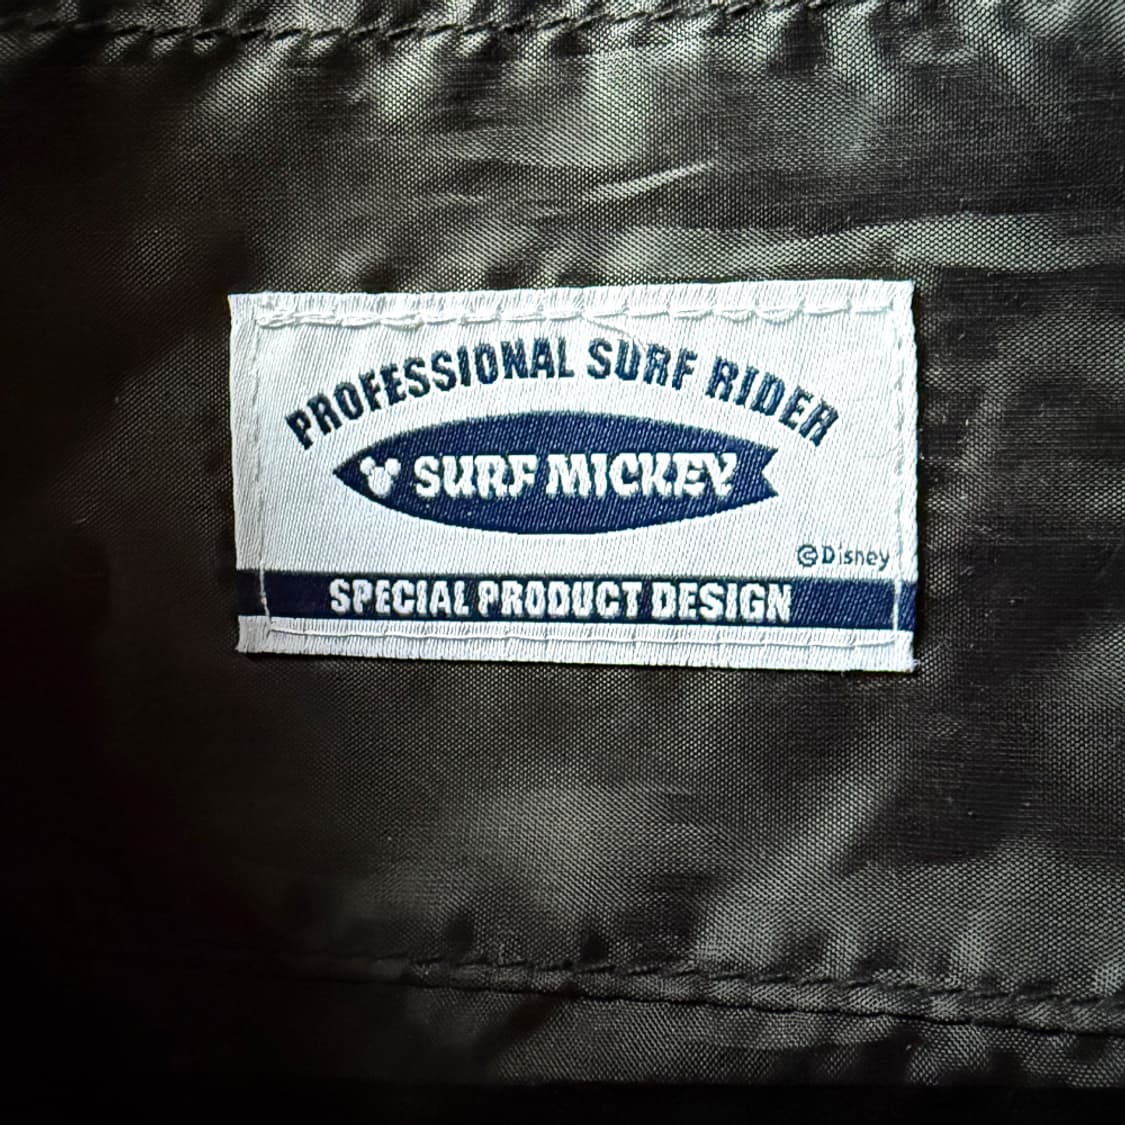 PROFESSIONAL SURF RIDER
SURF MICKEY
©Disney
SPECIAL PRODUCT DESIGN